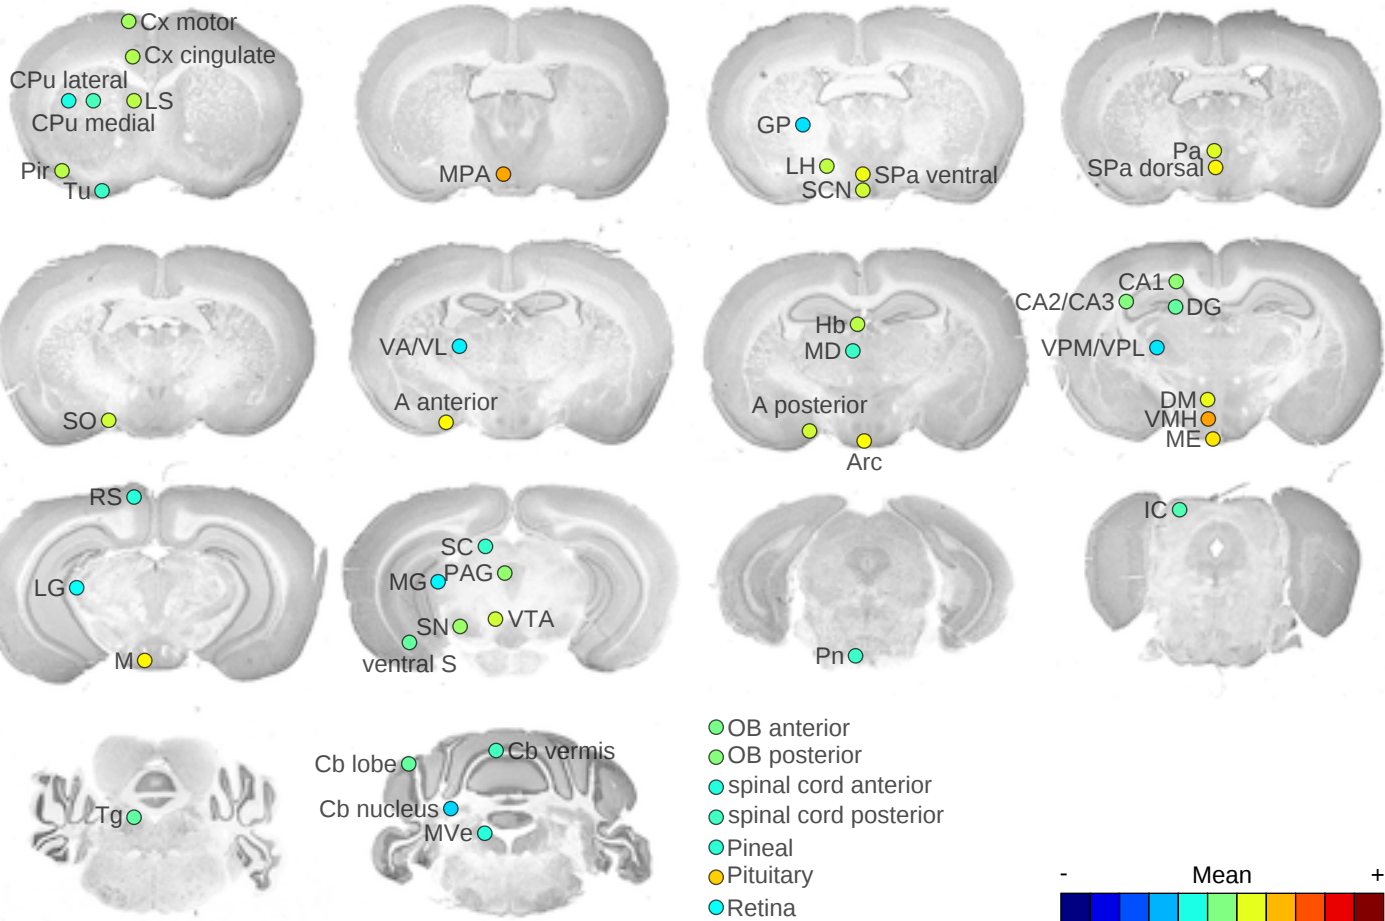 Cx motor
Cx cingulate
CPu lateral
LS
CPu medial
Pir
Tu
MPA
GP
LH
SPa ventral
SCN
Pa
SPa dorsal
SO
VA/VL
A anterior
Hb
MD
A posterior
Arc
CA1
CA2/CA3
DG
VPM/VPL
DM
VMH
ME
RS
LG
M
SC
MG
PAG
SN
VTA
ventral S
Pn
IC
Tg
Cb lobe
Cb vermis
Cb nucleus
MVe
OB anterior
OB posterior
spinal cord anterior
spinal cord posterior
Pineal
Pituitary
Retina
- Mean +